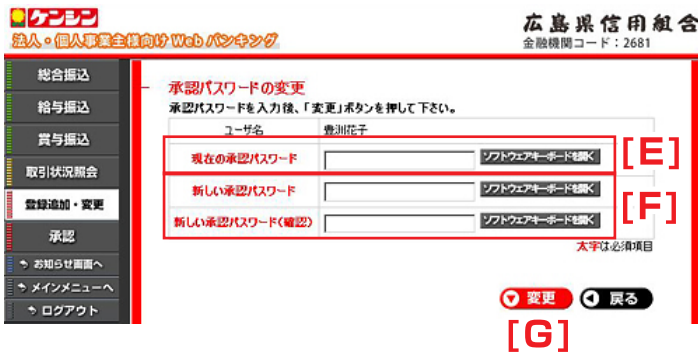 ケンシン
法人・個人事業主様向けWebバンキング
広島県信用組合
金融機関コード：2681
総合振込
給与振込
賞与振込
取引状況照会
登録追加・変更
承認
お知らせ画面へ
メインメニューへ
ログアウト
承認パスワードの変更
承認パスワードを入力後、「変更」ボタンを押して下さい。
ユーザ名 豊洲花子
現在の承認パスワード ソフトウェアキーボードを開く [E]
新しい承認パスワード ソフトウェアキーボードを開く
[F]
新しい承認パスワード(確認) ソフトウェアキーボードを開く
太字は必須項目
変更 戻る
[G]